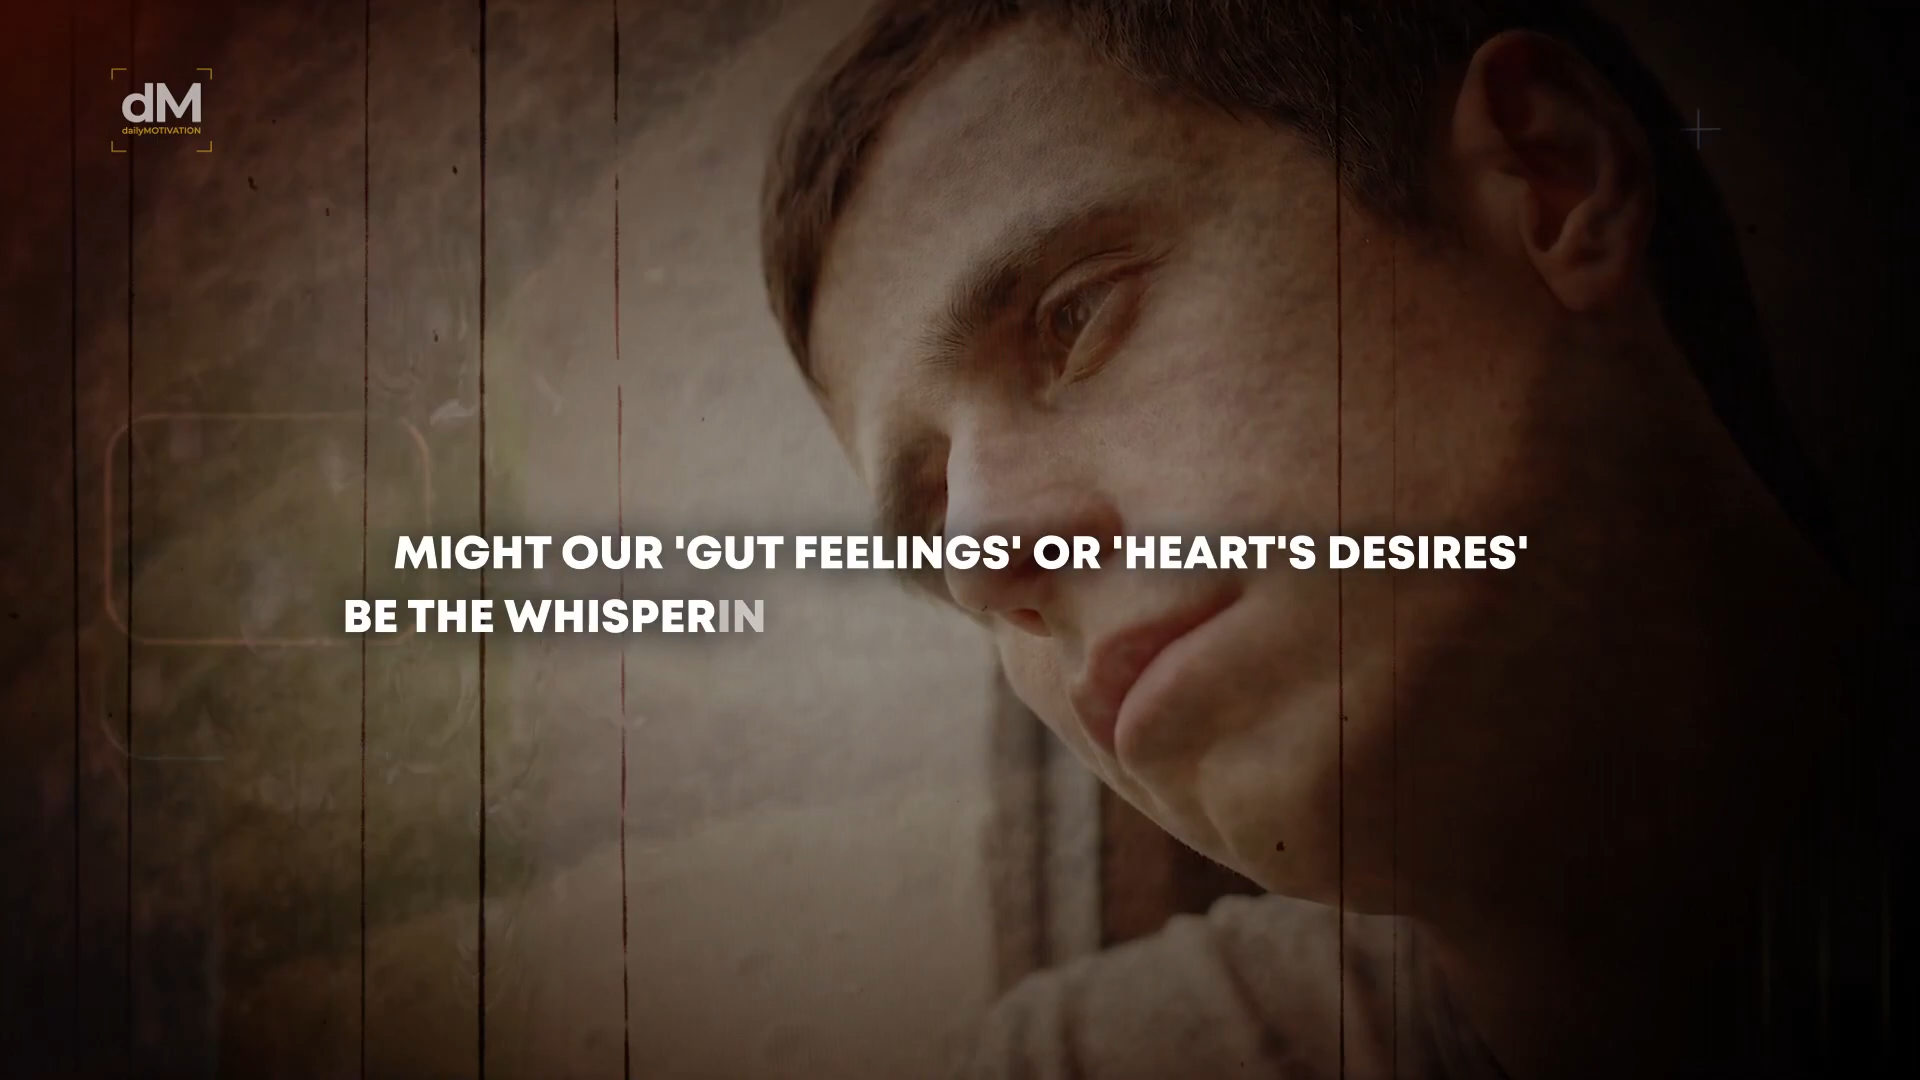 dM
dailyMOTIVATION
MIGHT OUR 'GUT FEELINGS' OR 'HEART'S DESIRES'
BE THE WHISPERIN